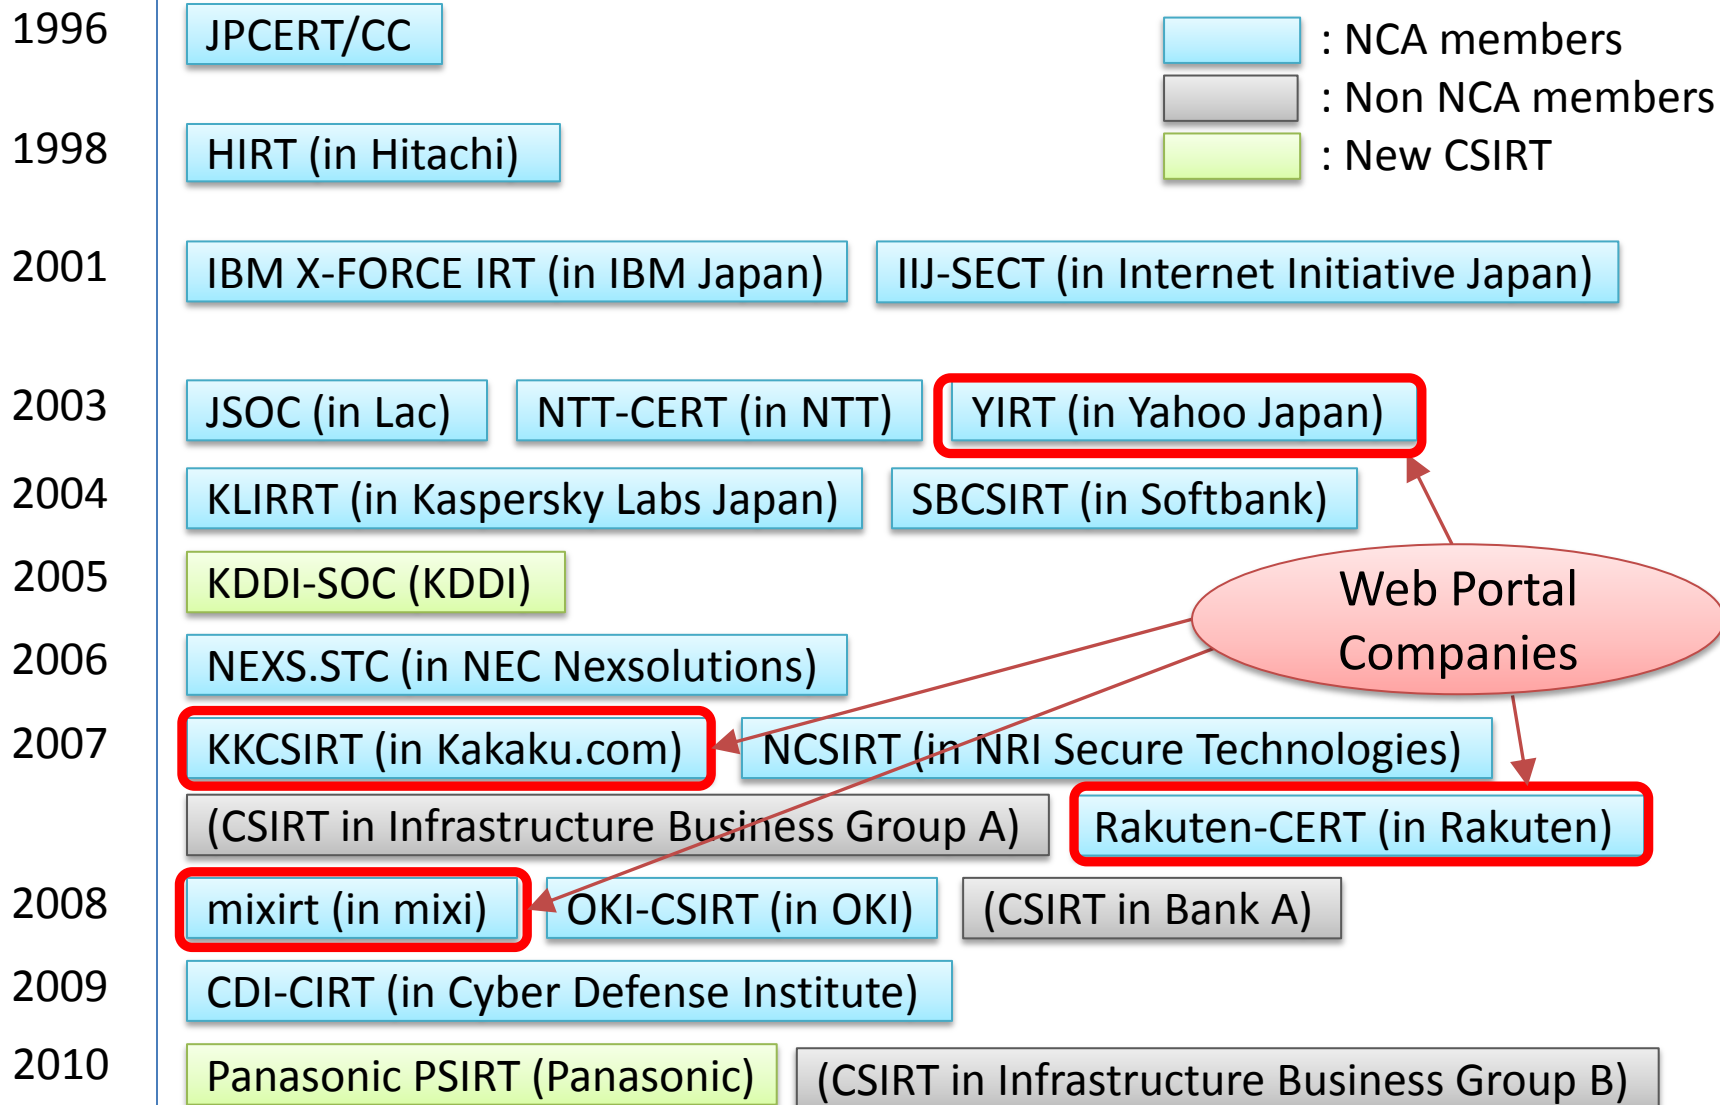 1996 JPCERT/CC
: NCA members
: Non NCA members
1998 HIRT (in Hitachi)
: New CSIRT
2001 IBM X-FORCE IRT (in IBM Japan) IIJ-SECT (in Internet Initiative Japan)
2003 JSOC (in Lac) NTT-CERT (in NTT) YIRT (in Yahoo Japan)
2004 KLIRRT (in Kaspersky Labs Japan) SBCSIRT (in Softbank)
2005 KDDI-SOC (KDDI)
Web Portal
Companies
2006 NEXS.STC (in NEC Nexsolutions)
2007 KKCSIRT (in Kakaku.com) NCSIRT (in NRI Secure Technologies)
(CSIRT in Infrastructure Business Group A) Rakuten-CERT (in Rakuten)
2008 mixirt (in mixi) OKI-CSIRT (in OKI) (CSIRT in Bank A)
2009 CDI-CIRT (in Cyber Defense Institute)
2010 Panasonic PSIRT (Panasonic) (CSIRT in Infrastructure Business Group B)